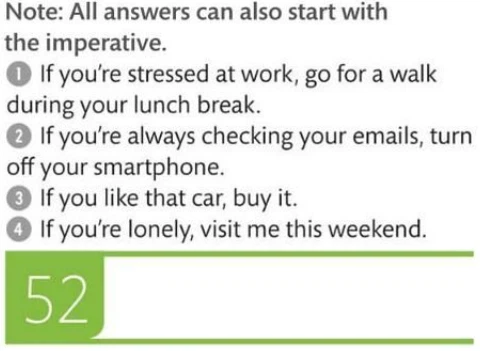 Note: All answers can also start with
the imperative.
1 If you're stressed at work, go for a walk
during your lunch break.
2 If you're always checking your emails, turn
off your smartphone.
3 If you like that car, buy it.
4 If you're lonely, visit me this weekend.
52